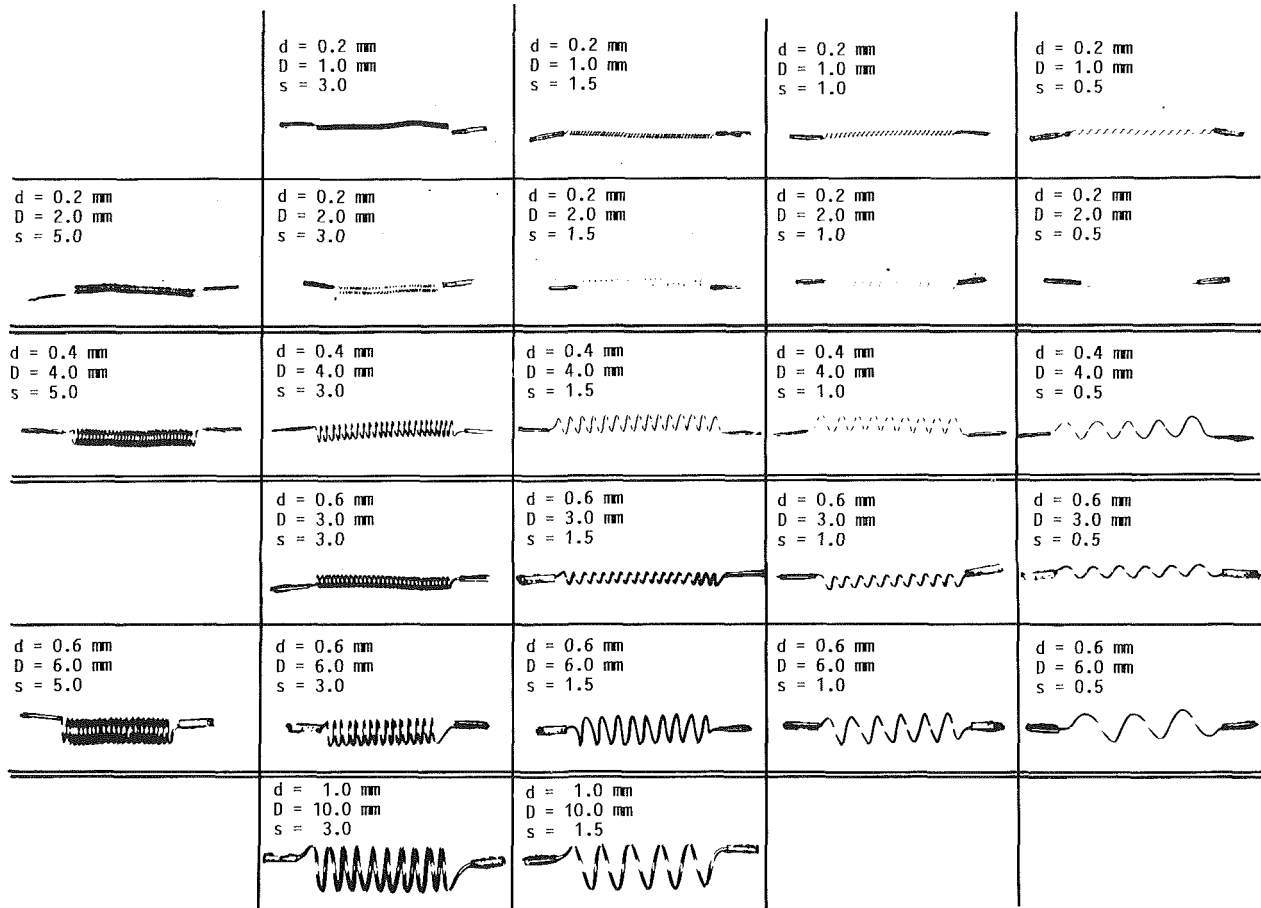 d = 0.2 mm
D = 1.0 mm
s = 3.0
d = 0.2 mm
D = 1.0 mm
s = 1.5
d = 0.2 mm
D = 1.0 mm
s = 1.0
d = 0.2 mm
D = 1.0 mm
s = 0.5
d = 0.2 mm
D = 2.0 mm
s = 5.0
d = 0.2 mm
D = 2.0 mm
s = 3.0
d = 0.2 mm
D = 2.0 mm
s = 1.5
d = 0.2 mm
D = 2.0 mm
s = 1.0
d = 0.2 mm
D = 2.0 mm
s = 0.5
d = 0.4 mm
D = 4.0 mm
s = 5.0
d = 0.4 mm
D = 4.0 mm
s = 3.0
d = 0.4 mm
D = 4.0 mm
s = 1.5
d = 0.4 mm
D = 4.0 mm
s = 1.0
d = 0.4 mm
D = 4.0 mm
s = 0.5
d = 0.6 mm
D = 3.0 mm
s = 3.0
d = 0.6 mm
D = 3.0 mm
s = 1.5
d = 0.6 mm
D = 3.0 mm
s = 1.0
d = 0.6 mm
D = 3.0 mm
s = 0.5
d = 0.6 mm
D = 6.0 mm
s = 5.0
d = 0.6 mm
D = 6.0 mm
s = 3.0
d = 0.6 mm
D = 6.0 mm
s = 1.5
d = 0.6 mm
D = 6.0 mm
s = 1.0
d = 0.6 mm
D = 6.0 mm
s = 0.5
d = 1.0 mm
D = 10.0 mm
s = 3.0
d = 1.0 mm
D = 10.0 mm
s = 1.5